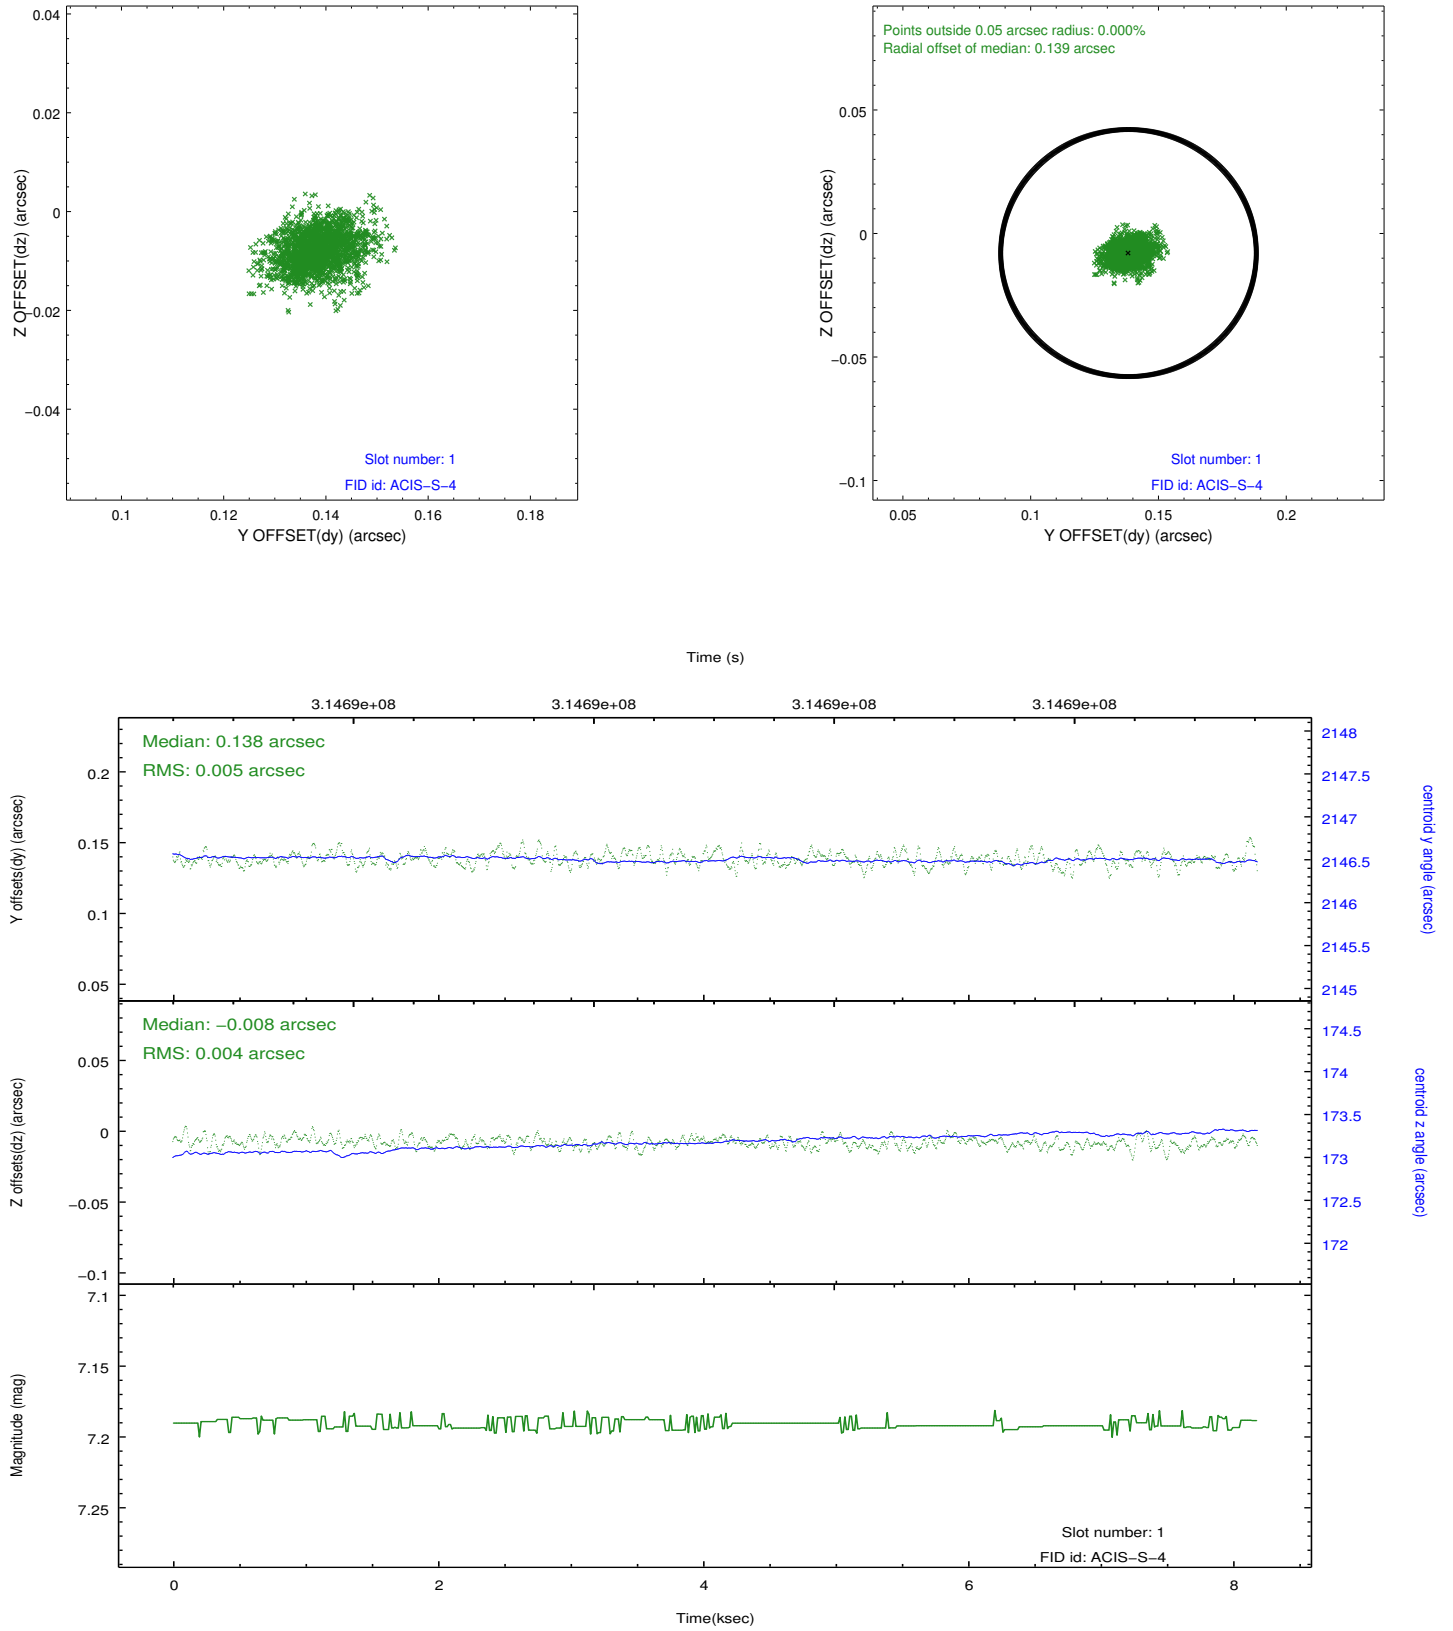 0.04
0.02
0
−0.02
−0.04
Z OFFSET(dz) (arcsec)
Slot number: 1
FID id: ACIS−S−4
0.1
0.12
0.14
0.16
0.18
Y OFFSET(dy) (arcsec)
Points outside 0.05 arcsec radius: 0.000%
Radial offset of median: 0.139 arcsec
0.05
0
−0.05
−0.1
Z OFFSET(dz) (arcsec)
Slot number: 1
FID id: ACIS−S−4
0.05
0.1
0.15
0.2
Y OFFSET(dy) (arcsec)
Time (s)
3.1469e+08
3.1469e+08
3.1469e+08
3.1469e+08
Median: 0.138 arcsec
RMS: 0.005 arcsec
0.2
0.15
0.1
0.05
Y offsets(dy) (arcsec)
2148
2147.5
2147
2146.5
2146
2145.5
2145
centroid y angle (arcsec)
Median: −0.008 arcsec
RMS: 0.004 arcsec
0.05
0
−0.05
−0.1
Z offsets(dz) (arcsec)
174.5
174
173.5
173
172.5
172
centroid z angle (arcsec)
7.1
7.15
7.2
7.25
Magnitude (mag)
Slot number: 1
FID id: ACIS−S−4
0
2
4
6
8
Time(ksec)